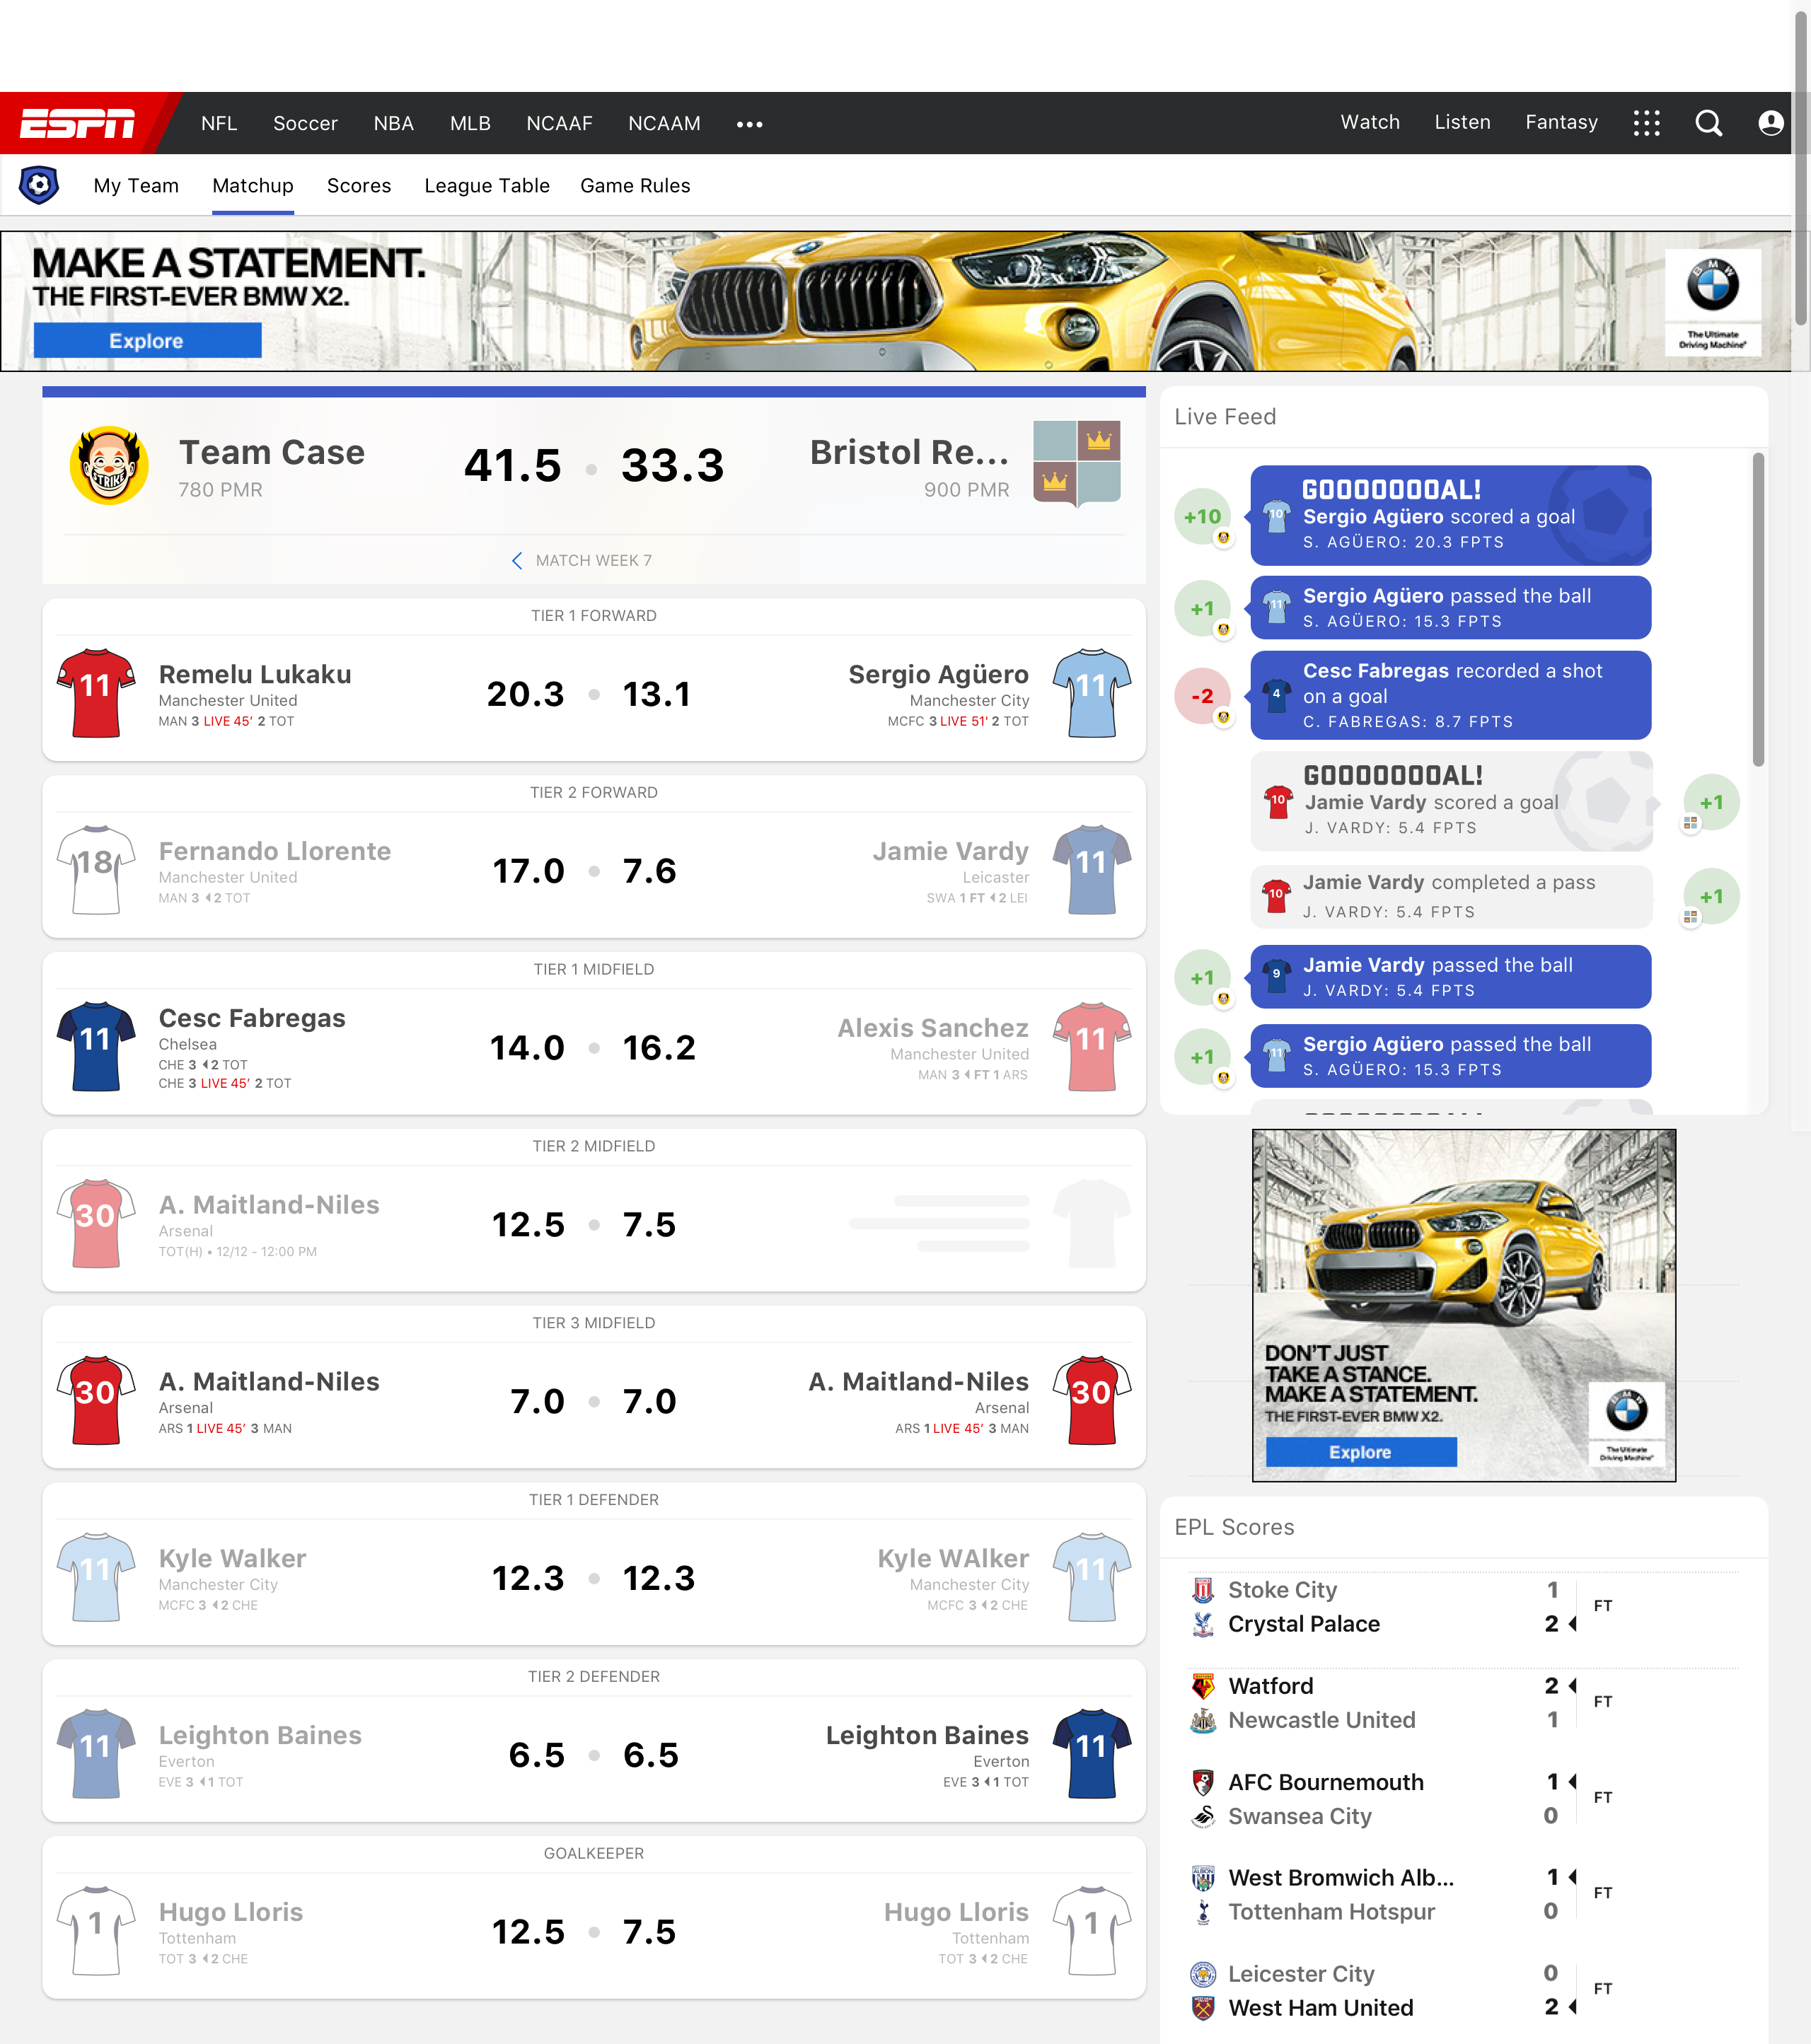 ESPN
NFL Soccer NBA MLB NCAAF NCAAM •••
Watch Listen Fantasy
My Team Matchup Scores League Table Game Rules
MAKE A STATEMENT.
THE FIRST-EVER BMW X2.
Explore
BMW
The Ultimate
Driving Machine®
STRIKE
Team Case
780 PMR
41.5 • 33.3
Bristol Re...
900 PMR
MATCH WEEK 7
TIER 1 FORWARD
11
Remelu Lukaku
Manchester United
MAN 3 LIVE 45' 2 TOT
20.3 • 13.1
Sergio Agüero
Manchester City
MCFC 3 LIVE 51' 2 TOT
11
TIER 2 FORWARD
18
Fernando Llorente
Manchester United
MAN 3 2 TOT
17.0 • 7.6
Jamie Vardy
Leicester
SWA 1 FT 2 LEI
11
TIER 1 MIDFIELD
11
Cesc Fabregas
Chelsea
CHE 3 2 TOT
CHE 3 LIVE 45' 2 TOT
14.0 • 16.2
Alexis Sanchez
Manchester United
MAN 3 FT 1 ARS
11
TIER 2 MIDFIELD
30
A. Maitland-Niles
Arsenal
TOT(H) • 12/12 - 12:00 PM
12.5 • 7.5
TIER 3 MIDFIELD
30
A. Maitland-Niles
Arsenal
ARS 1 LIVE 45' 3 MAN
7.0 • 7.0
A. Maitland-Niles
Arsenal
ARS 1 LIVE 45' 3 MAN
30
TIER 1 DEFENDER
11
Kyle Walker
Manchester City
MCFC 3 2 CHE
12.3 • 12.3
Kyle WAlker
Manchester City
MCFC 3 2 CHE
11
TIER 2 DEFENDER
11
Leighton Baines
Everton
EVE 3 1 TOT
6.5 • 6.5
Leighton Baines
Everton
EVE 3 1 TOT
11
GOALKEEPER
1
Hugo Lloris
Tottenham
TOT 3 2 CHE
12.5 • 7.5
Hugo Lloris
Tottenham
TOT 3 2 CHE
1
Live Feed
+10
10
GOOOOOOOAL!
Sergio Agüero scored a goal
S. AGÜERO: 20.3 FPTS
+1
11
Sergio Agüero passed the ball
S. AGÜERO: 15.3 FPTS
-2
4
Cesc Fabregas recorded a shot
on a goal
C. FABREGAS: 8.7 FPTS
10
GOOOOOOOAL!
Jamie Vardy scored a goal
J. VARDY: 5.4 FPTS
+1
10
Jamie Vardy completed a pass
J. VARDY: 5.4 FPTS
+1
+1
9
Jamie Vardy passed the ball
J. VARDY: 5.4 FPTS
+1
11
Sergio Agüero passed the ball
S. AGÜERO: 15.3 FPTS
DON'T JUST
TAKE A STANCE.
MAKE A STATEMENT.
THE FIRST-EVER BMW X2.
Explore
The Ultimate
Driving Machine®
EPL Scores
Stoke City 1
Crystal Palace 2
FT
Watford 2
Newcastle United 1
FT
AFC Bournemouth 1
Swansea City 0
FT
West Bromwich Alb... 1
Tottenham Hotspur 0
FT
Leicester City 0
West Ham United 2
FT